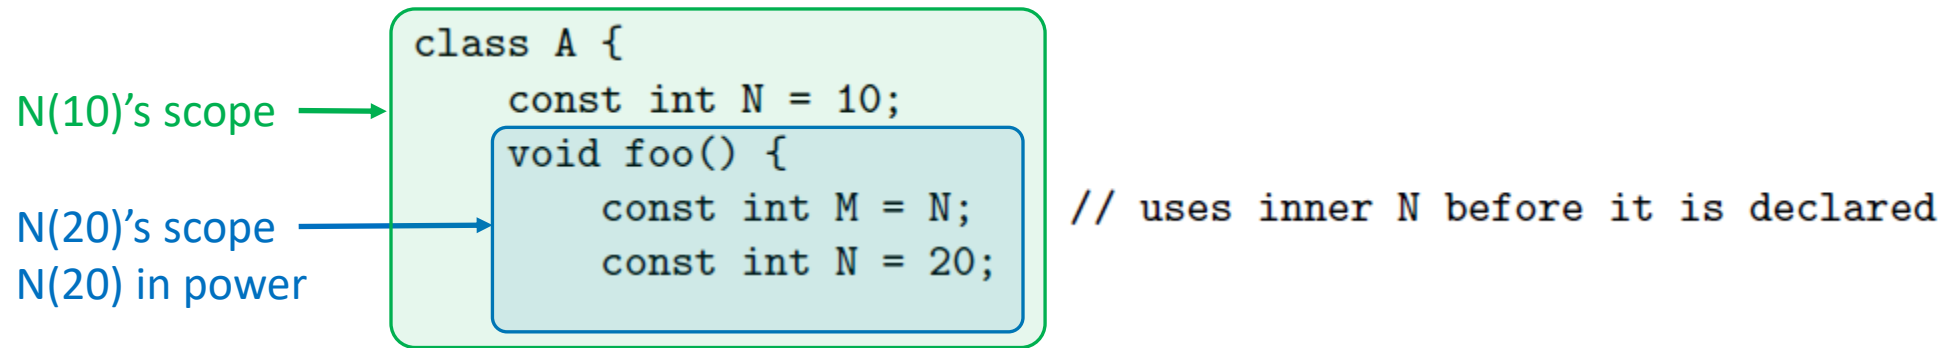 class A {
N(10)’s scope
const int N = 10;
void foo() {
N(20)’s scope
N(20) in power
const int M = N; // uses inner N before it is declared
const int N = 20;